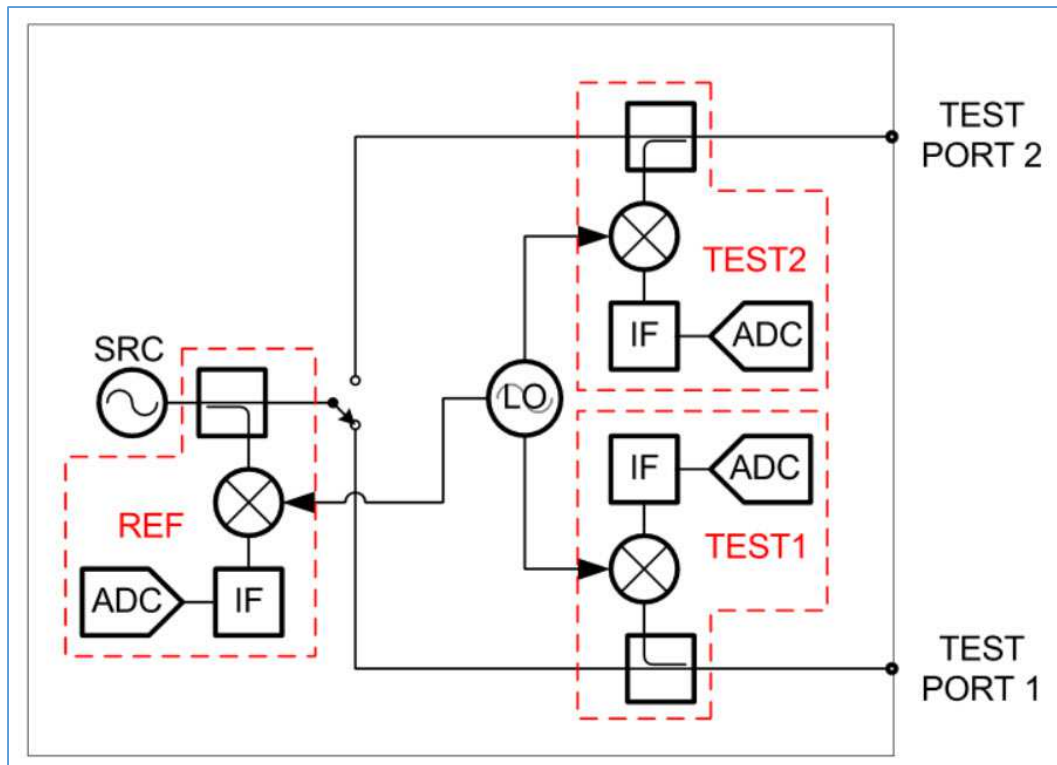 TEST
PORT 2
TEST2
IF
ADC
SRC
LO
IF
ADC
REF
TEST1
ADC
IF
TEST
PORT 1